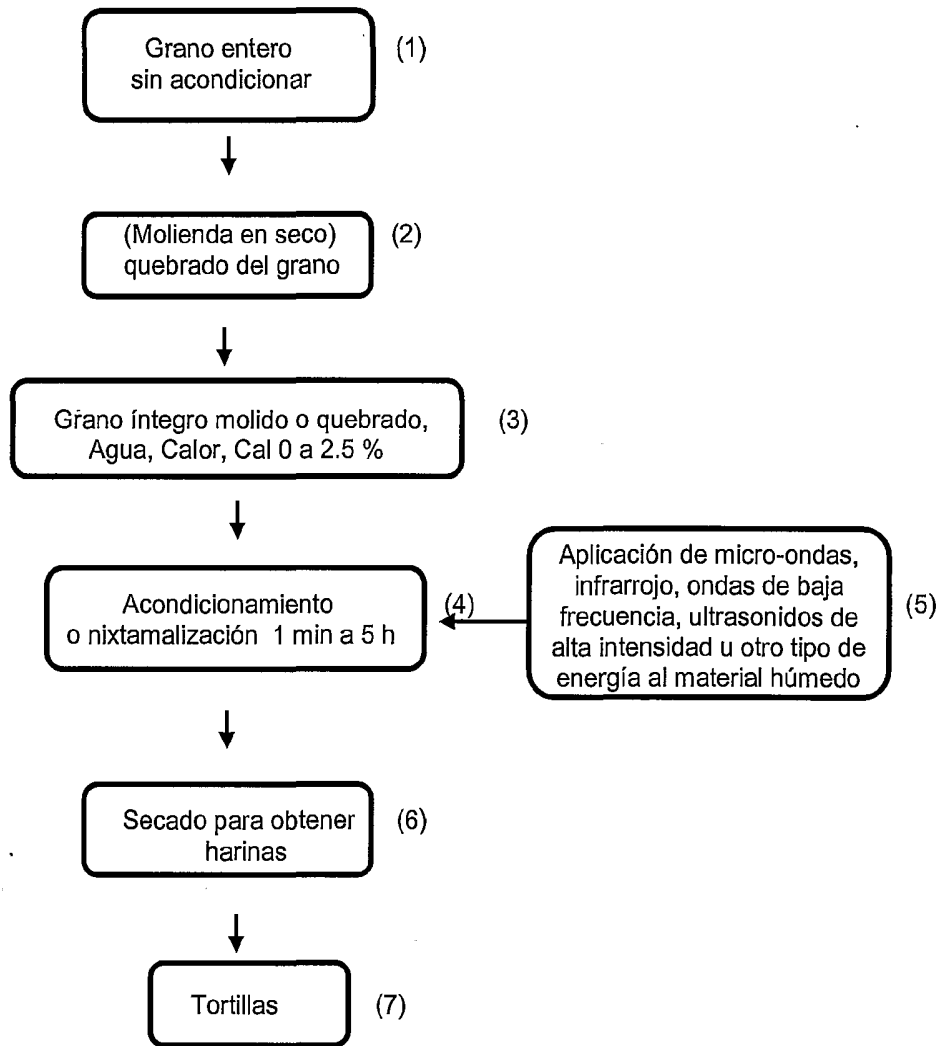 Grano entero
sin acondicionar
(1)
(Molienda en seco)
quebrado del grano
(2)
Grano íntegro molido o quebrado,
Agua, Calor, Cal 0 a 2.5 %
(3)
Acondicionamiento
o nixtamalización 1 min a 5 h
(4)
Aplicación de micro-ondas,
infrarrojo, ondas de baja
frecuencia, ultrasonidos de
alta intensidad u otro tipo de
energía al material húmedo
(5)
Secado para obtener
harinas
(6)
Tortillas
(7)